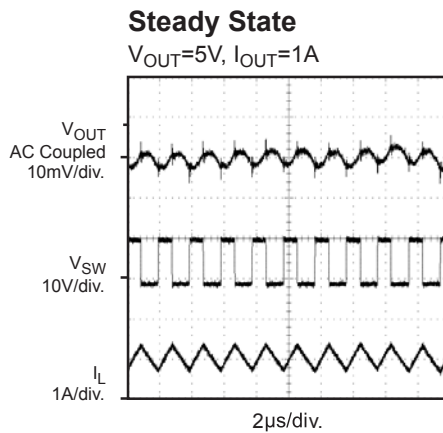 Steady State
VOUT=5V, IOUT=1A
VOUT
AC Coupled
10mV/div.
VSW
10V/div.
IL
1A/div.
2µs/div.